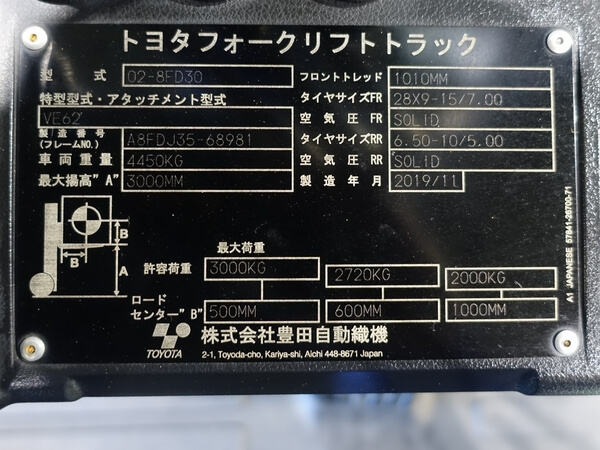 トヨタフォークリフトトラック
型式 02-8FD30 フロントトレッド 1010MM
特型型式・アタッチメント型式 タイヤサイズFR 28X9-15/7.00
VE62 空気圧FR SOLID
製造番号(フレームNO.) A8FDJ35-68981 タイヤサイズRR 6.50-10/5.00
車両重量 4450KG 空気圧RR SOLID
最大揚高"A" 3000MM 製造年月 2019/11
B
B
A
最大荷重
許容荷重 3000KG 2720KG 2000KG
ロードセンター"B" 500MM 600MM 1000MM
TOYOTA 株式会社豊田自動織機
2-1, Toyoda-cho, Kariya-shi, Aichi 448-8671 Japan
A1 JAPANESE 57941-26700-71